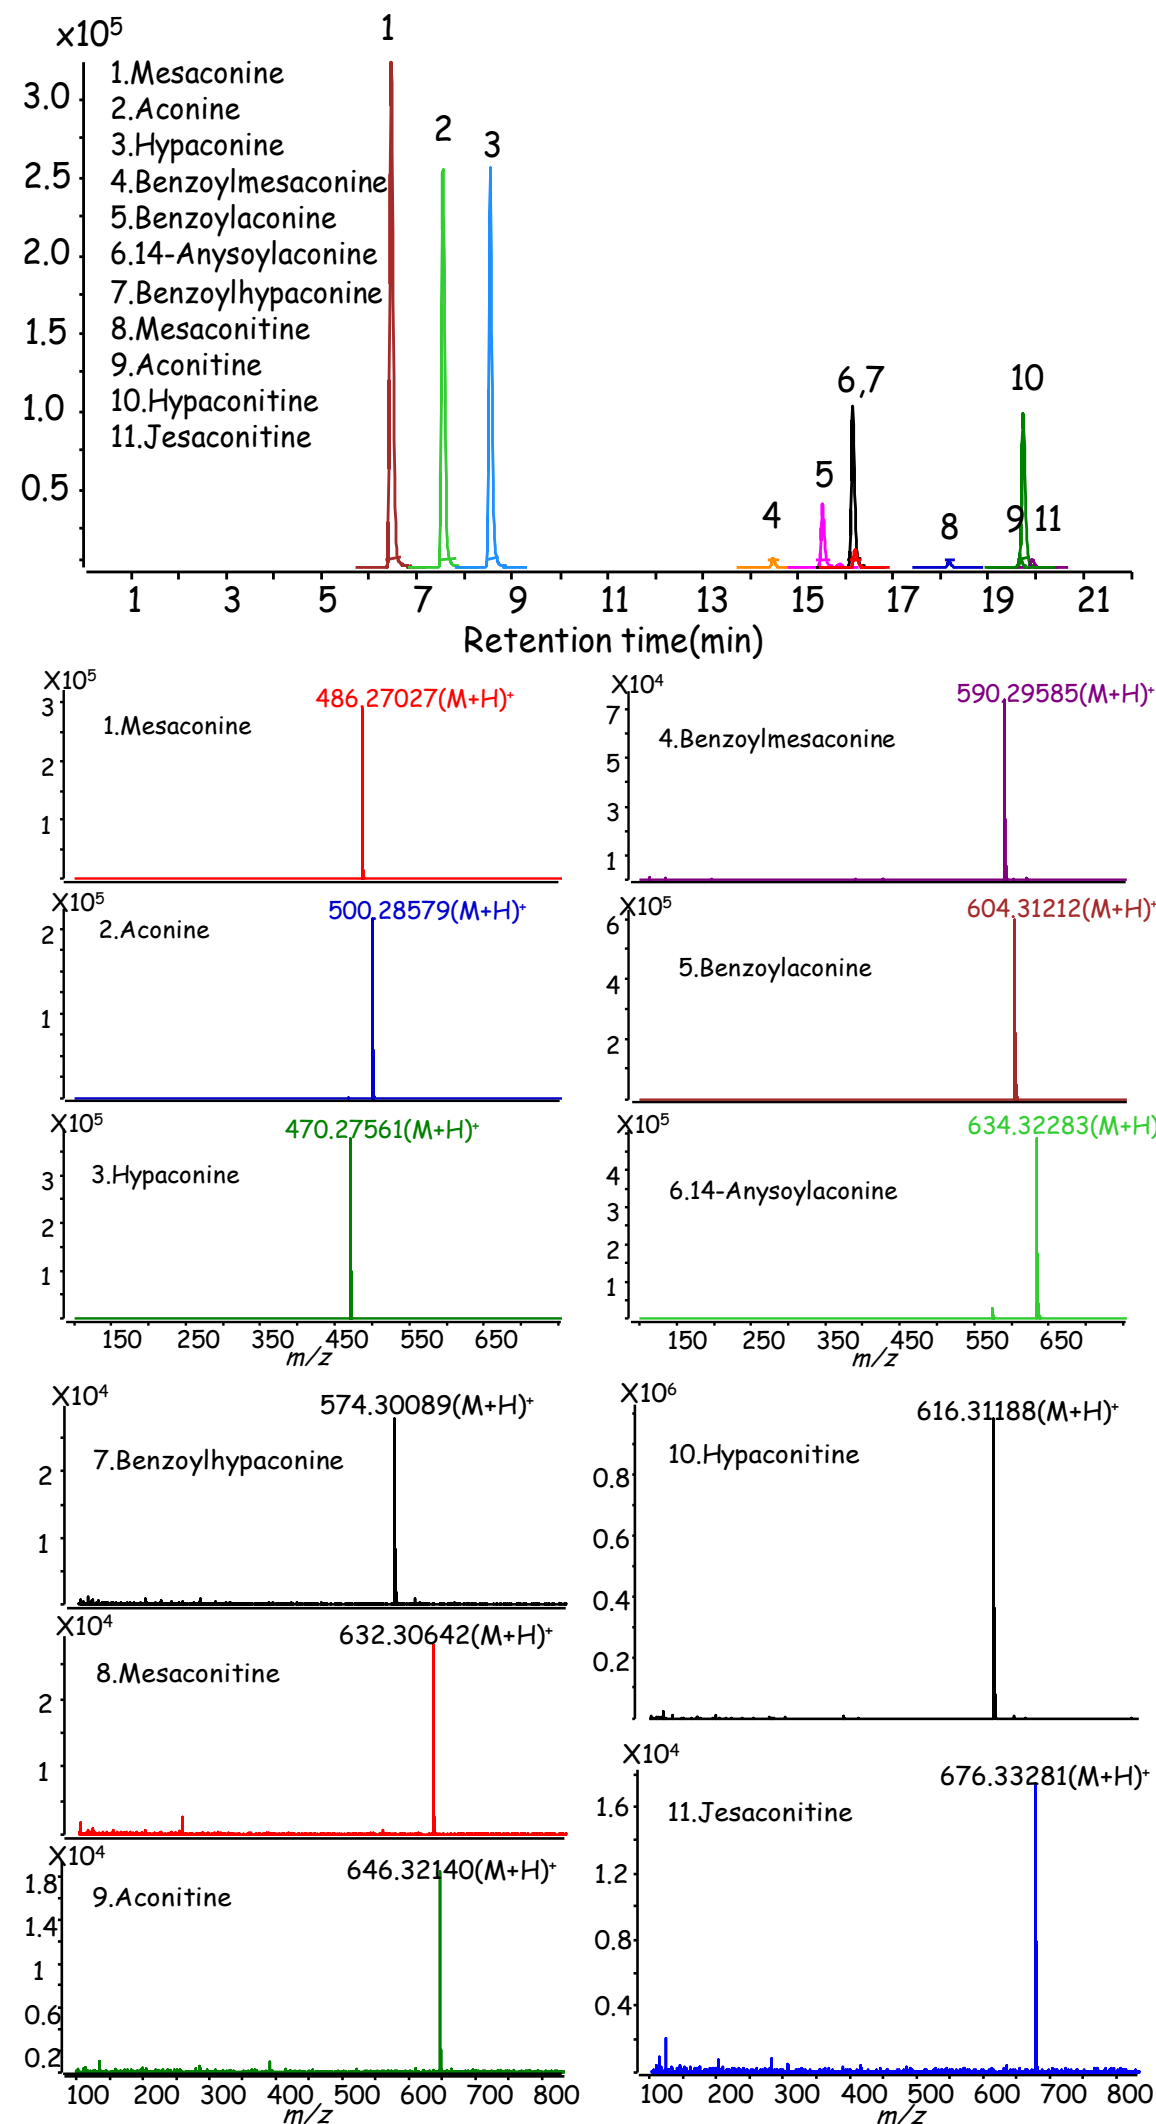 x10⁵
1
3.0
2.5
2.0
1.5
1.0
0.5
1.Mesaconine
2.Aconine
3.Hypaconine
4.Benzoylmesaconine
5.Benzoylaconine
6.14-Anysoylaconine
7.Benzoylhypaconine
8.Mesaconitine
9.Aconitine
10.Hypaconitine
11.Jesaconitine
2
3
4
5
6,7
8
9
10
11
1 3 5 7 9 11 13 15 17 19 21
Retention time(min)
X10⁵
486.27027(M+H)⁺
1.Mesaconine
3
2
1
X10⁵
500.28579(M+H)⁺
2.Aconine
2
1
X10⁵
470.27561(M+H)⁺
3.Hypaconine
3
2
1
150 250 350 450 550 650
m/z
X10⁴
590.29585(M+H)⁺
4.Benzoylmesaconine
7
5
3
1
X10⁵
604.31212(M+H)⁺
5.Benzoylaconine
6
4
2
X10⁵
634.32283(M+H)
6.14-Anysoylaconine
4
3
2
1
150 250 350 450 550 650
m/z
X10⁴
574.30089(M+H)⁺
7.Benzoylhypaconine
2
1
X10⁴
632.30642(M+H)⁺
8.Mesaconitine
2
1
X10⁴
646.32140(M+H)⁺
9.Aconitine
1.8
1.4
1
0.6
0.2
100 200 300 400 500 600 700 800
m/z
X10⁶
616.31188(M+H)⁺
10.Hypaconitine
0.8
0.6
0.4
0.2
X10⁴
676.33281(M+H)⁺
11.Jesaconitine
1.6
1.2
0.8
0.4
100 200 300 400 500 600 700 800
m/z